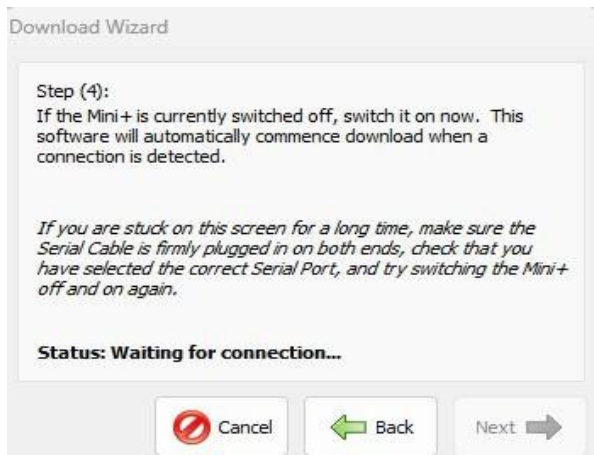 Download Wizard
Step (4):
If the Mini+ is currently switched off, switch it on now. This
software will automatically commence download when a
connection is detected.
If you are stuck on this screen for a long time, make sure the
Serial Cable is firmly plugged in on both ends, check that you
have selected the correct Serial Port, and try switching the Mini+
off and on again.
Status: Waiting for connection...
Cancel
Back
Next